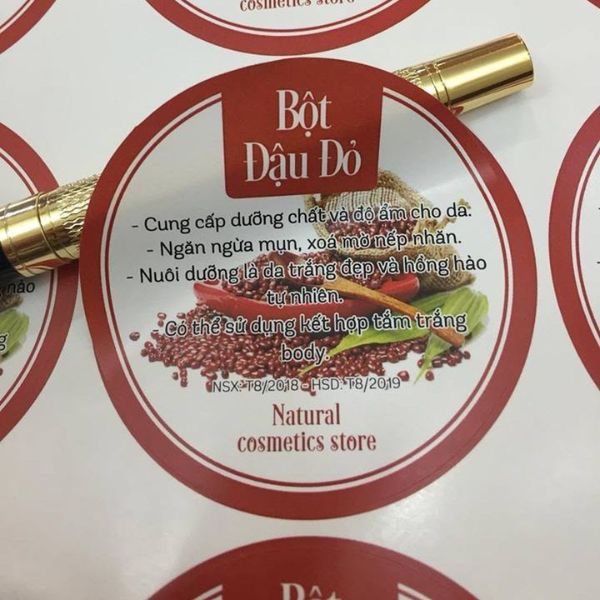 cosmetics store
Bột
Đậu Đỏ
- Cung cấp dưỡng chất và độ ẩm cho da.
- Ngăn ngừa mụn, xoá mờ nếp nhăn.
- Nuôi dưỡng là da trắng đẹp và hồng hào
tự nhiên.
- Có thể sử dụng kết hợp tắm trắng
body.
NSX: T8/2018 - HSD: T8/2019
Natural
cosmetics store
hào
Bột